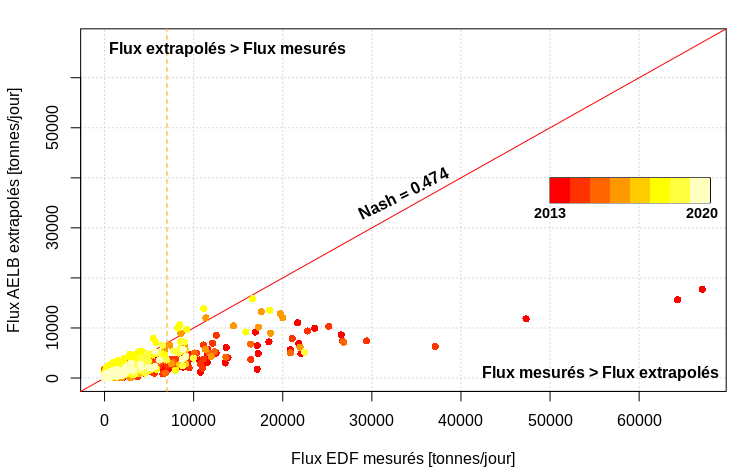 Flux extrapolés > Flux mesurés
Nash = 0.474
2013
2020
Flux mesurés > Flux extrapolés
Flux AELB extrapolés [tonnes/jour]
50000
30000
10000
0
0 10000 20000 30000 40000 50000 60000
Flux EDF mesurés [tonnes/jour]